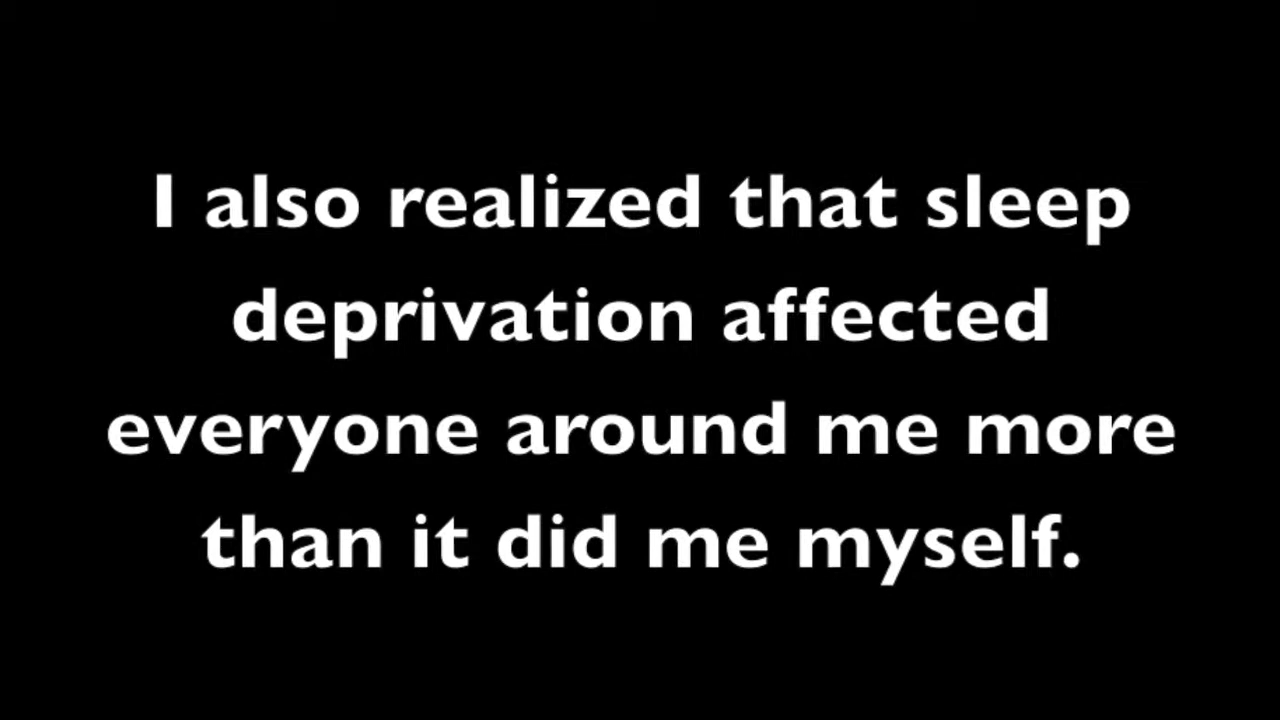 I also realized that sleep
deprivation affected
everyone around me more
than it did me myself.